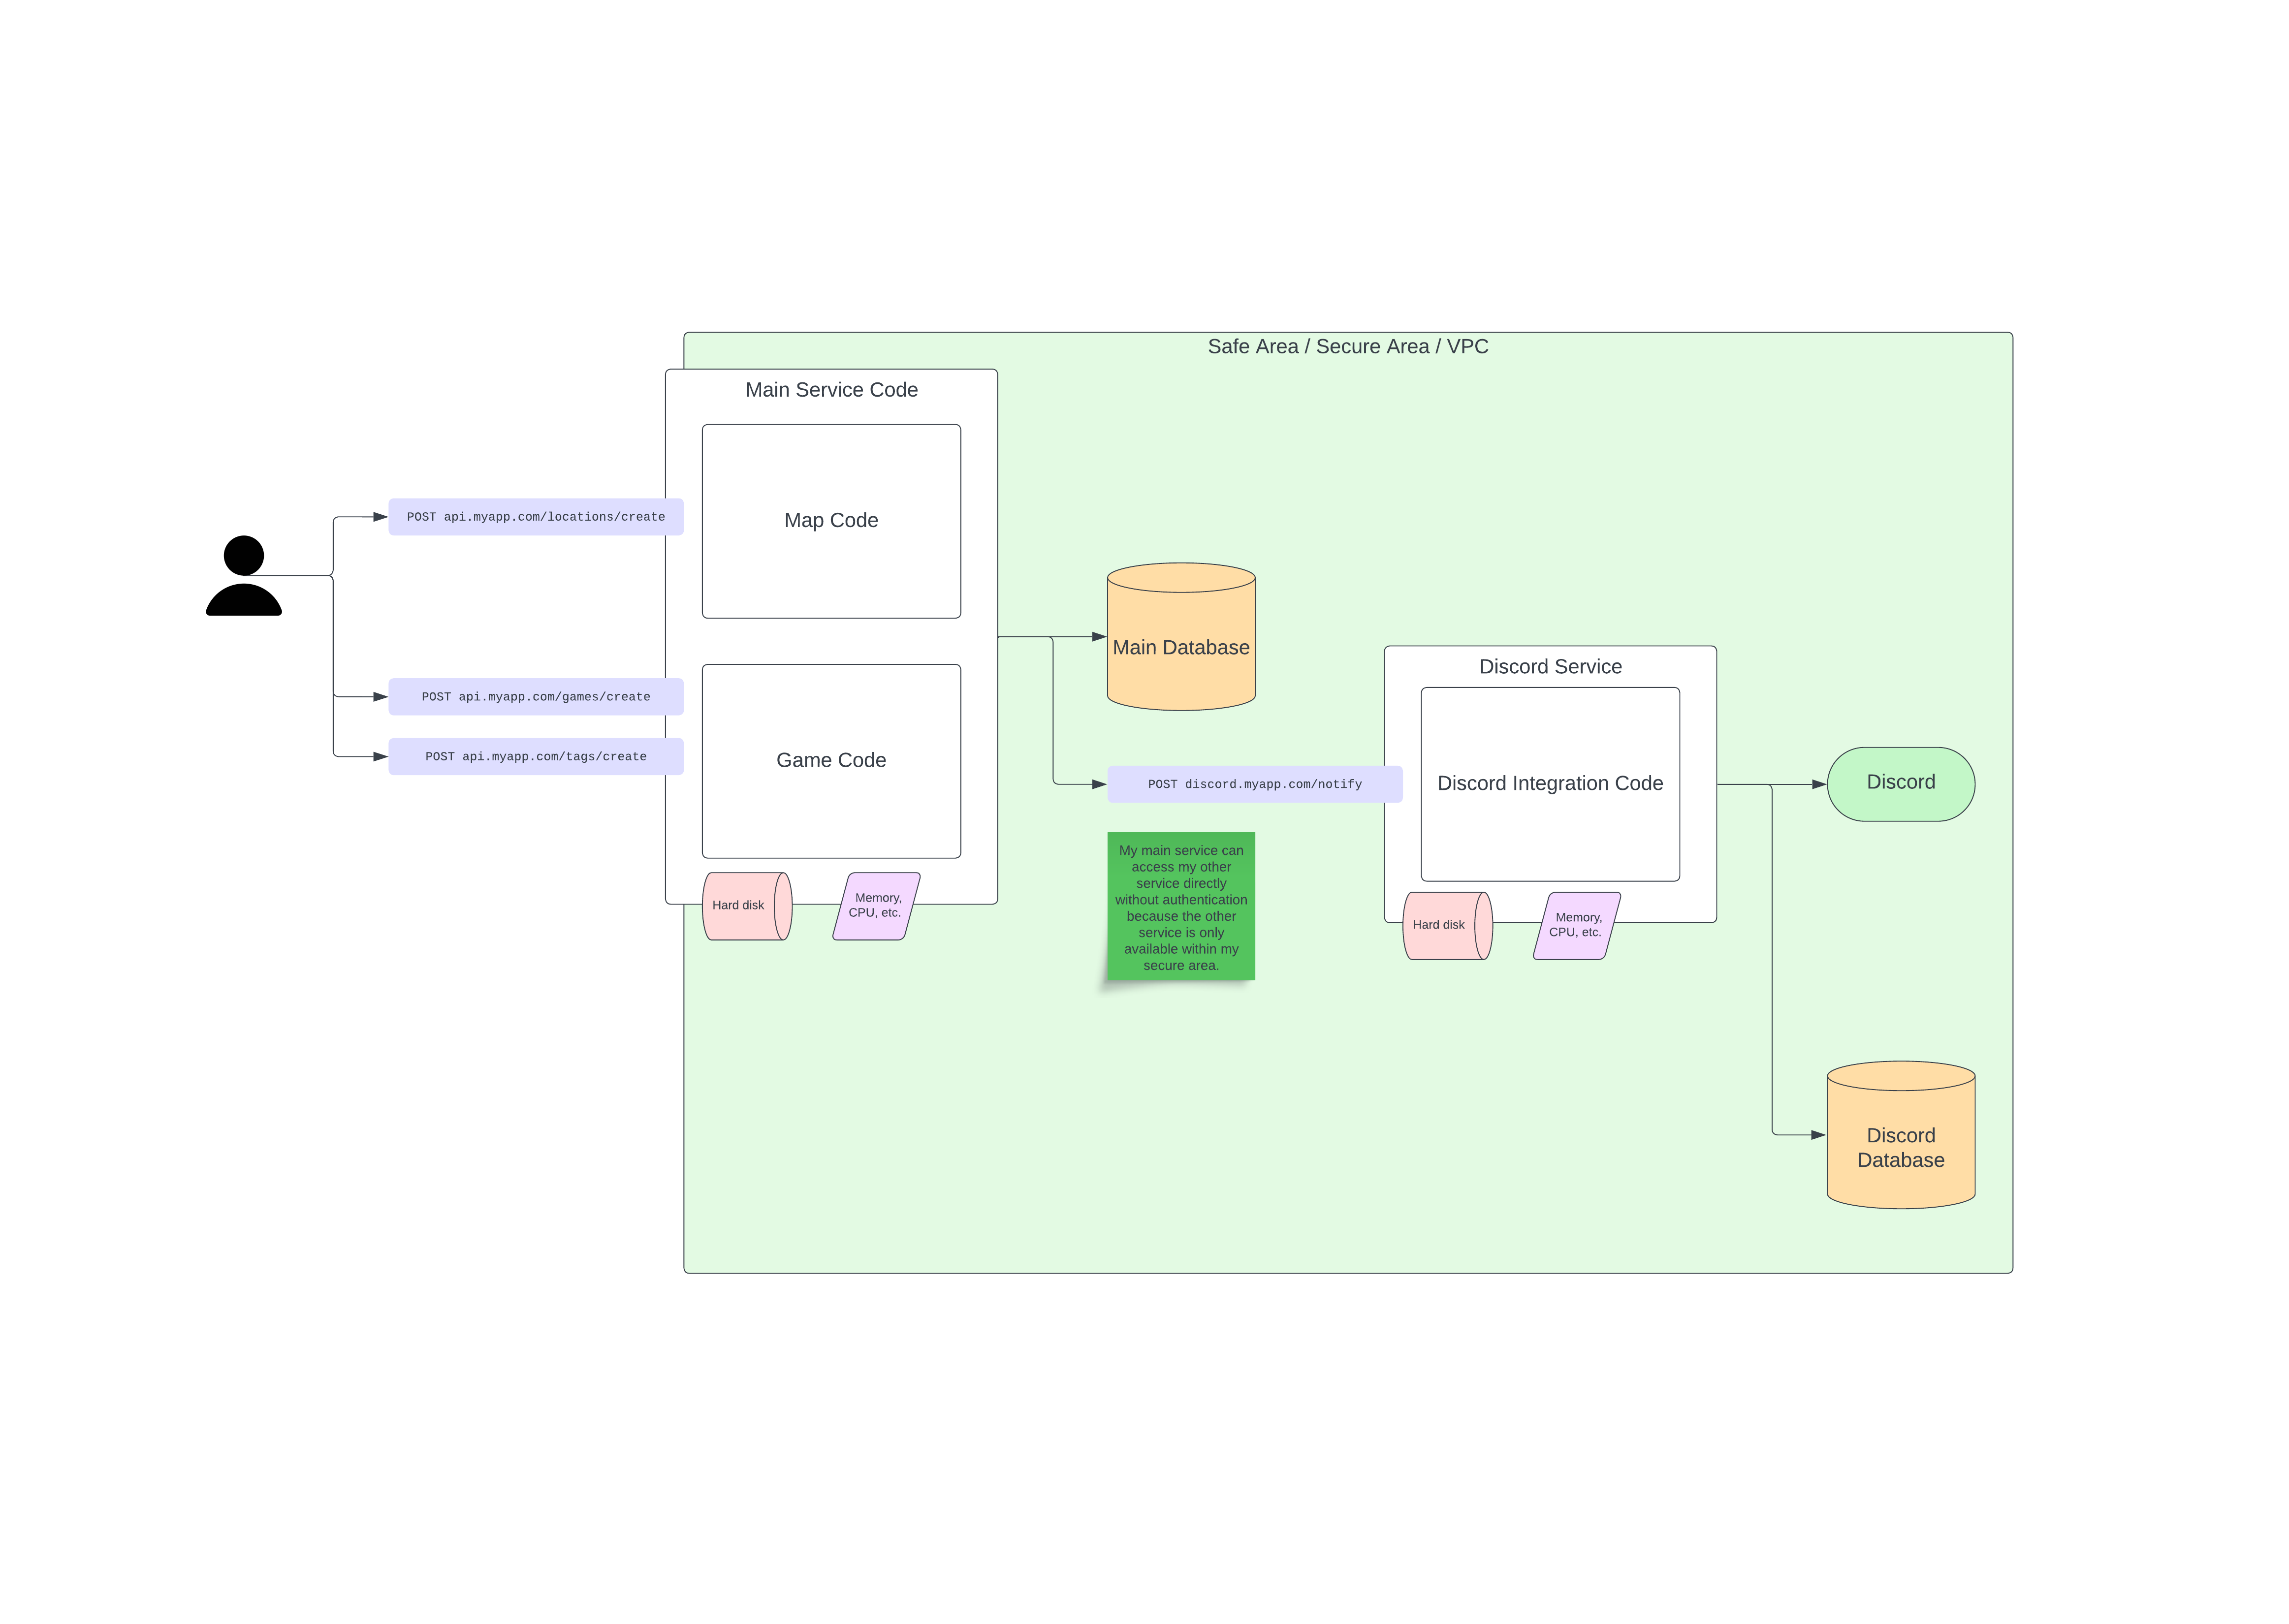 Safe Area / Secure Area / VPC
Main Service Code
Map Code
POST api.myapp.com/locations/create
POST api.myapp.com/games/create
POST api.myapp.com/tags/create
Game Code
Hard disk
Memory,
CPU, etc.
Main Database
POST discord.myapp.com/notify
My main service can
access my other
service directly
without authentication
because the other
service is only
available within my
secure area.
Discord Service
Discord Integration Code
Hard disk
Memory,
CPU, etc.
Discord
Discord
Database